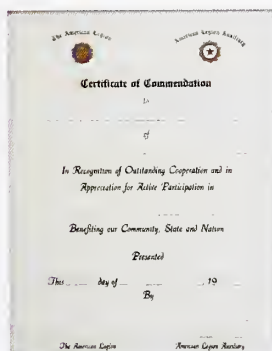 The American Legion
American Legion Auxiliary
Certificate of Commendation
to
of
In Recognition of Outstanding Cooperation and in
Appreciation for Active Participation in
Benefiting our Community, State and Nation
Presented
This day of 19
By
The American Legion American Legion Auxiliary